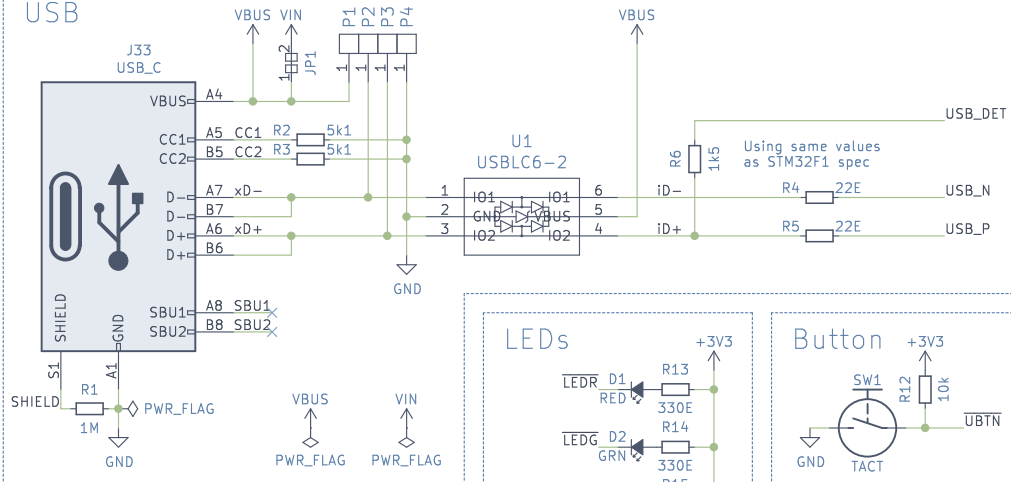 USB
VBUS VIN P1 P2 P3 P4 VBUS
J33
USB_C
2 1 JP1
1 1 1 1
VBUS A4
CC1 A5 CC1 R2 5k1
CC2 B5 CC2 R3 5k1
D- A7 xD-
D- B7
D+ A6 xD+
D+ B6
SBU1 A8 SBU1
SBU2 B8 SBU2
SHIELD GND
S1 A1
SHIELD R1 1M PWR_FLAG
GND
GND
U1
USBLC6-2
1 IO1 IO1 6 iD-
2 GND VBUS 5
3 IO2 IO2 4 iD+
USB_DET
R6 1k5
Using same values
as STM32F1 spec
R4 22E USB_N
R5 22E USB_P
VBUS VIN
PWR_FLAG PWR_FLAG
LEDs
+3V3
LEDR D1 RED R13 330E
LEDG D2 GRN R14 330E
Button
+3V3
SW1 R12 10k
UBTN
GND TACT